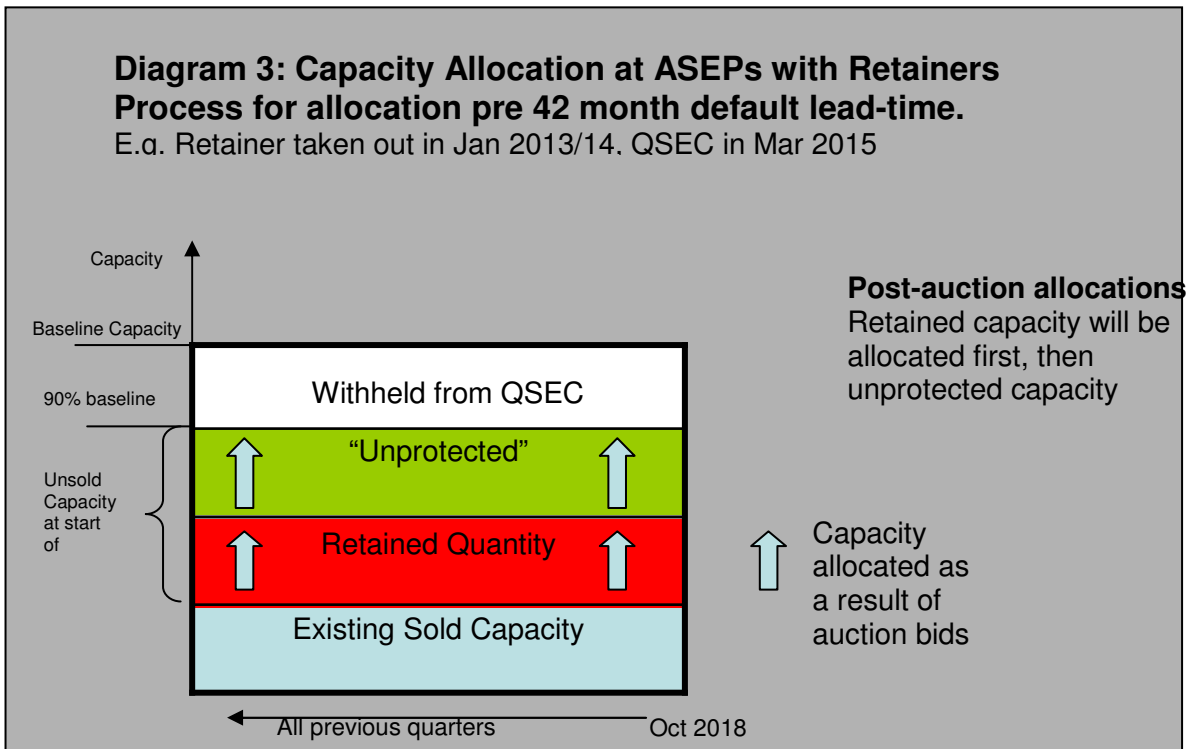 Diagram 3: Capacity Allocation at ASEPs with Retainers
Process for allocation pre 42 month default lead-time.
E.g. Retainer taken out in Jan 2013/14, QSEC in Mar 2015
Capacity
Baseline Capacity
90% baseline
Unsold
Capacity
at start
of
Withheld from QSEC
“Unprotected”
Retained Quantity
Existing Sold Capacity
Post-auction allocations
Retained capacity will be
allocated first, then
unprotected capacity
Capacity
allocated as
a result of
auction bids
All previous quarters
Oct 2018